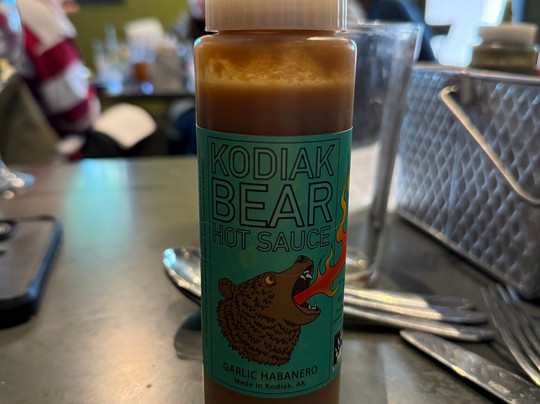 KODIAK
BEAR
HOT SAUCE
GARLIC HABANERO
Made in Kodiak, AK